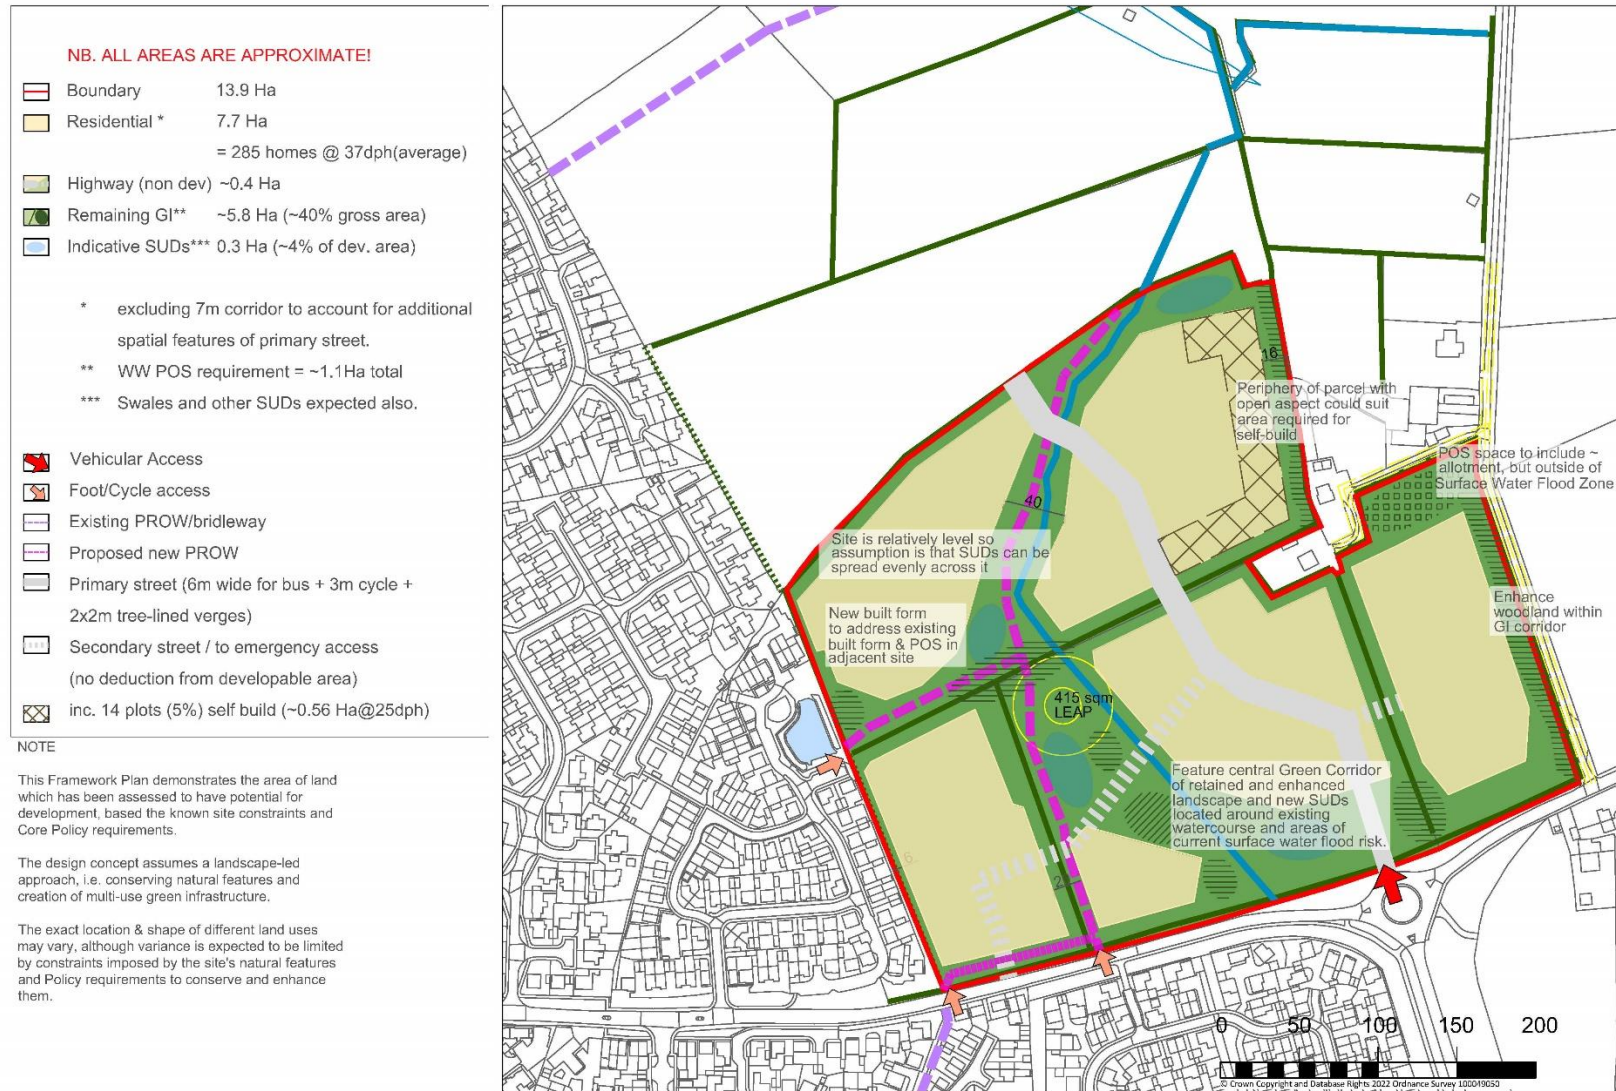 NB. ALL AREAS ARE APPROXIMATE!
Boundary 13.9 Ha
Residential * 7.7 Ha
= 285 homes @ 37dph(average)
Highway (non dev) ~0.4 Ha
Remaining GI** ~5.8 Ha (~40% gross area)
Indicative SUDs*** 0.3 Ha (~4% of dev. area)
* excluding 7m corridor to account for additional
spatial features of primary street.
** WW POS requirement = ~1.1Ha total
*** Swales and other SUDs expected also.
Vehicular Access
Foot/Cycle access
Existing PROW/bridleway
Proposed new PROW
Primary street (6m wide for bus + 3m cycle +
2x2m tree-lined verges)
Secondary street / to emergency access
(no deduction from developable area)
inc. 14 plots (5%) self build (~0.56 Ha@25dph)
NOTE
This Framework Plan demonstrates the area of land
which has been assessed to have potential for
development, based the known site constraints and
Core Policy requirements.
The design concept assumes a landscape-led
approach, i.e. conserving natural features and
creation of multi-use green infrastructure.
The exact location & shape of different land uses
may vary, although variance is expected to be limited
by constraints imposed by the site's natural features
and Policy requirements to conserve and enhance
them.
16
Periphery of parcel with
open aspect could suit
area required for
self-build
POS space to include ~
allotment, but outside of
Surface Water Flood Zone
40
Site is relatively level so
assumption is that SUDs can be
spread evenly across it
Enhance
woodland within
GI corridor
New built form
to address existing
built form & POS in
adjacent site
415 sqm
LEAP
Feature central Green Corridor
of retained and enhanced
landscape and new SUDs
located around existing
watercourse and areas of
current surface water flood risk.
0 50 100 150 200
© Crown Copyright and Database Rights 2022 Ordnance Survey 100049050